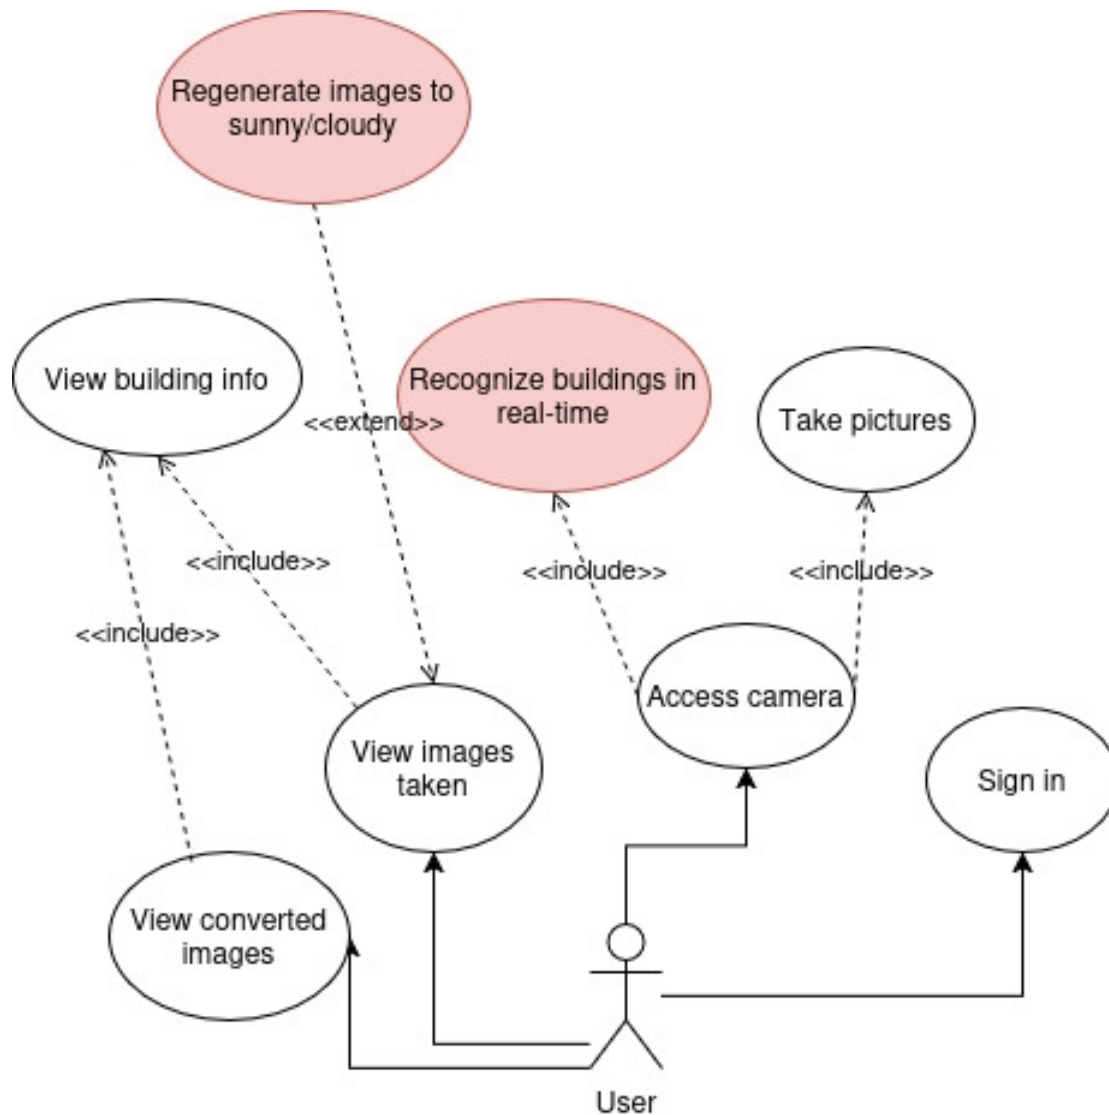 Regenerate images to
sunny/cloudy
View building info
Recognize buildings in
real-time
Take pictures
<<extend>>
<<include>>
<<include>>
<<include>>
<<include>>
Access camera
View images
taken
Sign in
View converted
images
User